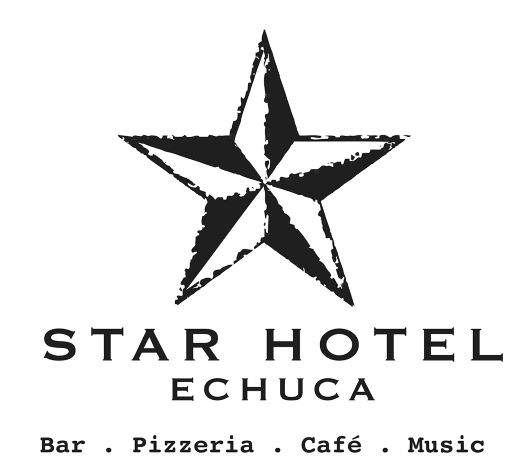 STAR HOTEL
ECHUCA
Bar . Pizzeria . Café . Music